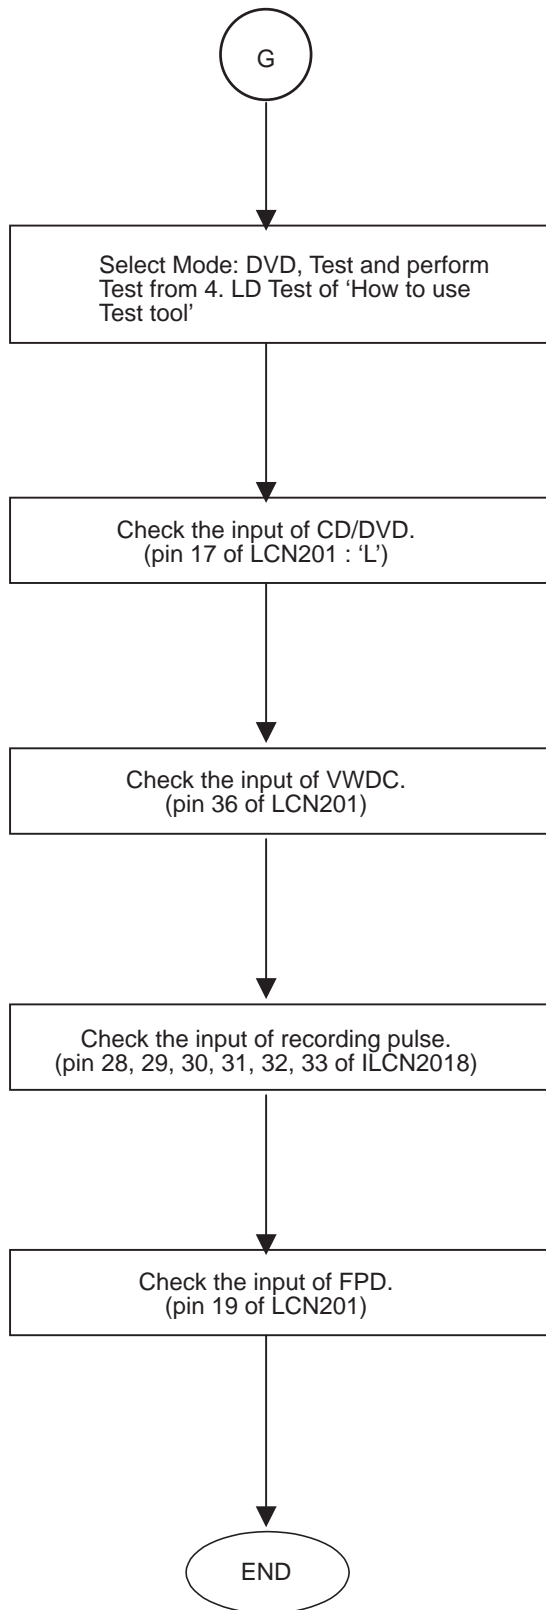 G
Select Mode: DVD, Test and perform
Test from 4. LD Test of ‘How to use
Test tool’
Check the input of CD/DVD.
(pin 17 of LCN201 : ‘L’)
Check the input of VWDC.
(pin 36 of LCN201)
Check the input of recording pulse.
(pin 28, 29, 30, 31, 32, 33 of ILCN2018)
Check the input of FPD.
(pin 19 of LCN201)
END